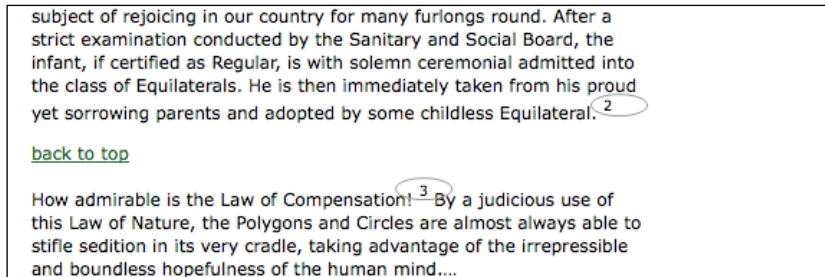 subject of rejoicing in our country for many furlongs round. After a
strict examination conducted by the Sanitary and Social Board, the
infant, if certified as Regular, is with solemn ceremonial admitted into
the class of Equilaterals. He is then immediately taken from his proud
yet sorrowing parents and adopted by some childless Equilateral. 2
back to top
How admirable is the Law of Compensation! 3 By a judicious use of
this Law of Nature, the Polygons and Circles are almost always able to
stifle sedition in its very cradle, taking advantage of the irrepressible
and boundless hopefulness of the human mind....